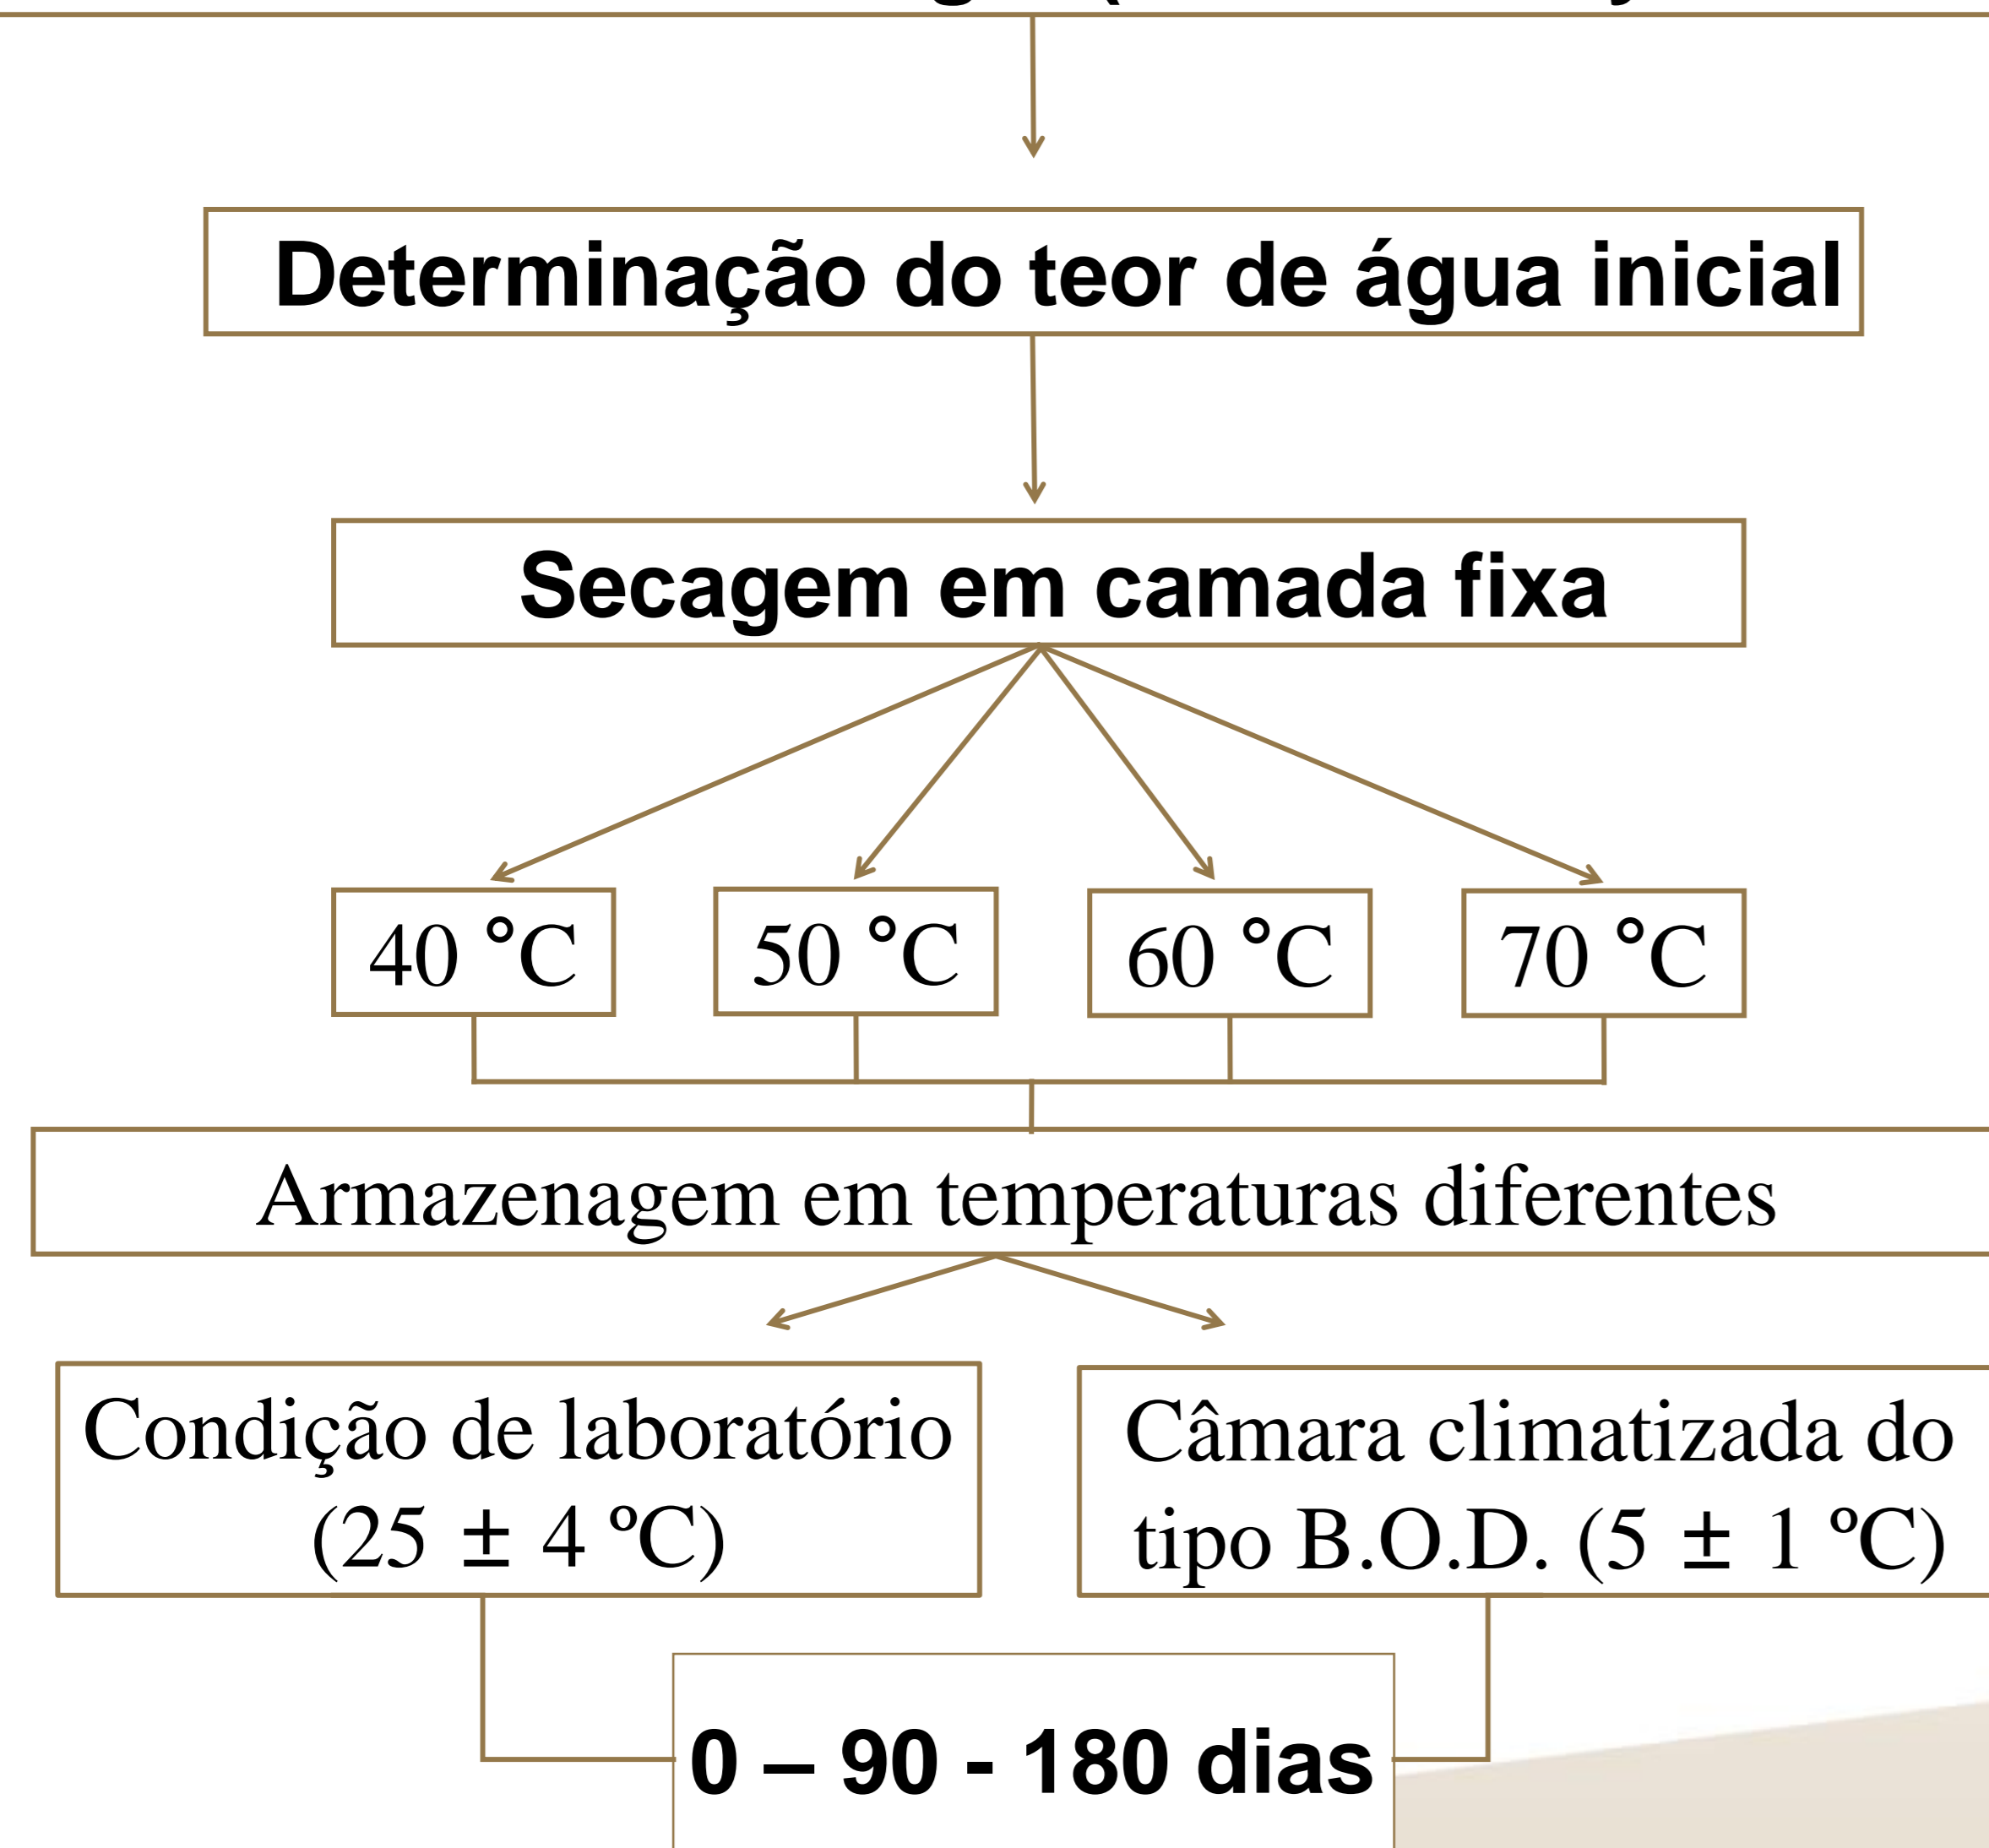 Determinação do teor de água inicial
Secagem em camada fixa
40 °C
50 °C
60 °C
70 °C
Armazenagem em temperaturas diferentes
Condição de laboratório
(25 ± 4 ºC)
Câmara climatizada do
tipo B.O.D. (5 ± 1 ºC)
0 – 90 - 180 dias